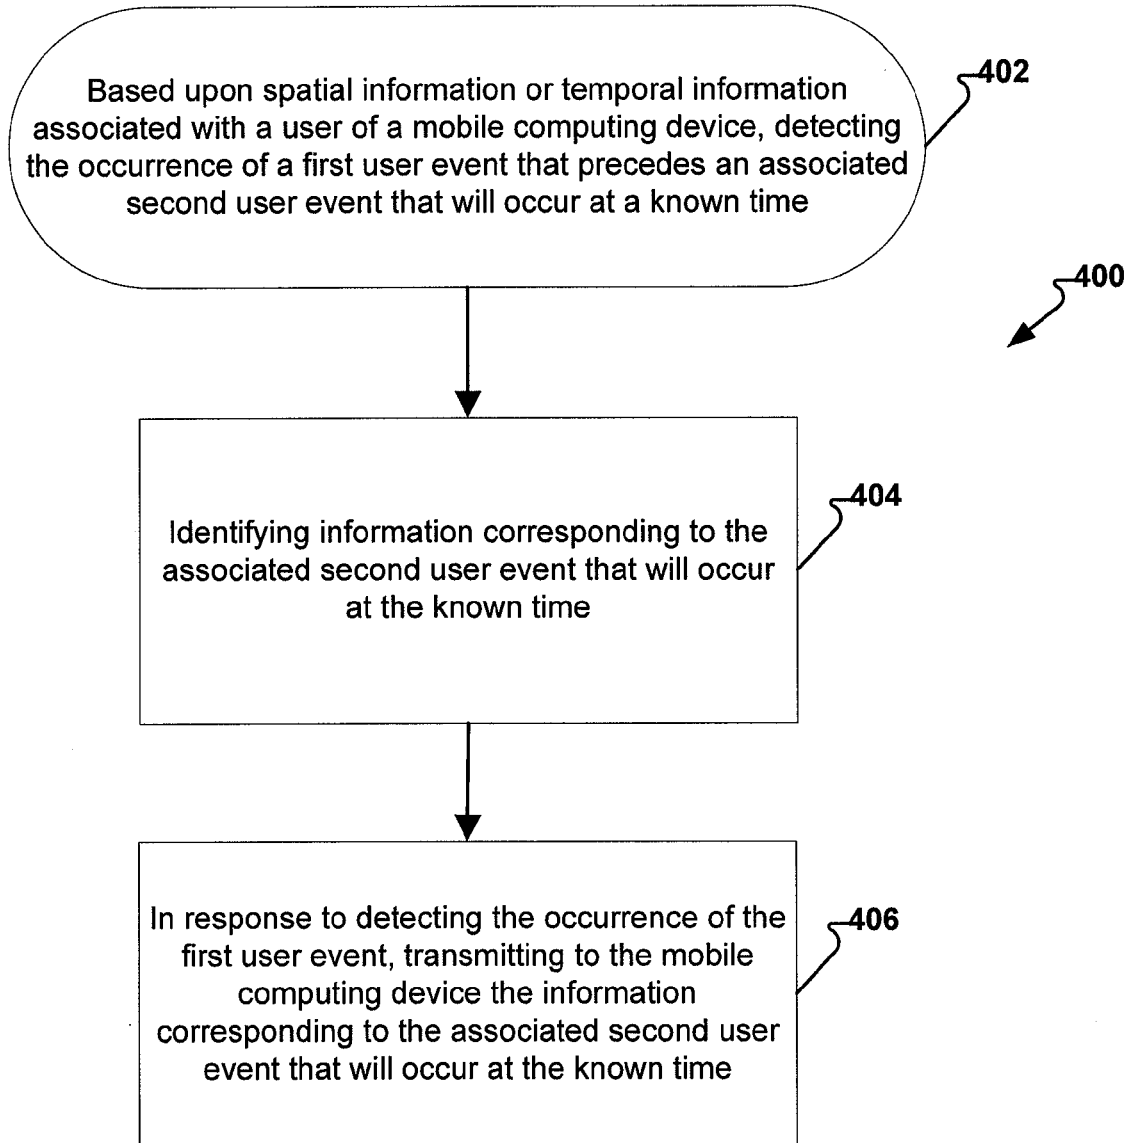 Based upon spatial information or temporal information
associated with a user of a mobile computing device, detecting
the occurrence of a first user event that precedes an associated
second user event that will occur at a known time
402
400
Identifying information corresponding to the
associated second user event that will occur
at the known time
404
In response to detecting the occurrence of the
first user event, transmitting to the mobile
computing device the information
corresponding to the associated second user
event that will occur at the known time
406